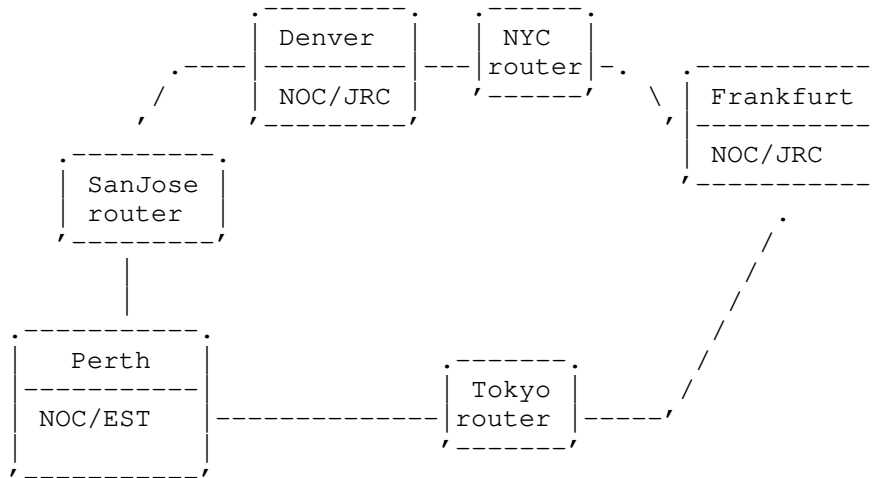 Denver
NYC
router
NOC/JRC
Frankfurt
NOC/JRC
SanJose
router
Perth
NOC/EST
Tokyo
router